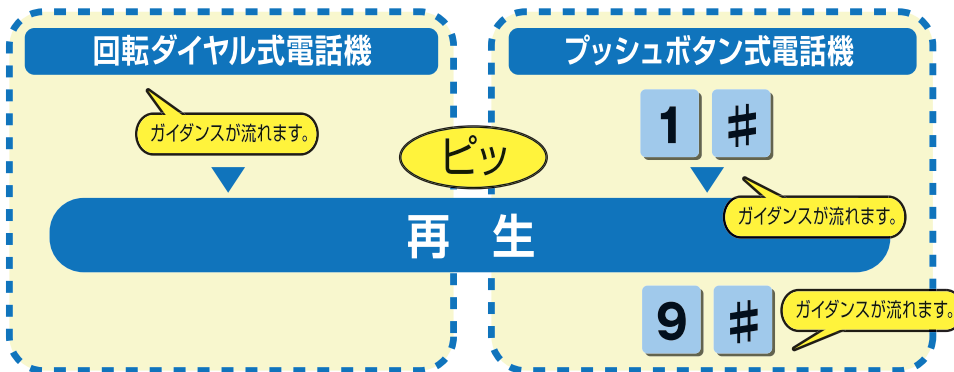 回転ダイヤル式電話機
プッシュボタン式電話機
ガイダンスが流れます。
ピッ
1 #
ガイダンスが流れます。
再 生
9 #
ガイダンスが流れます。